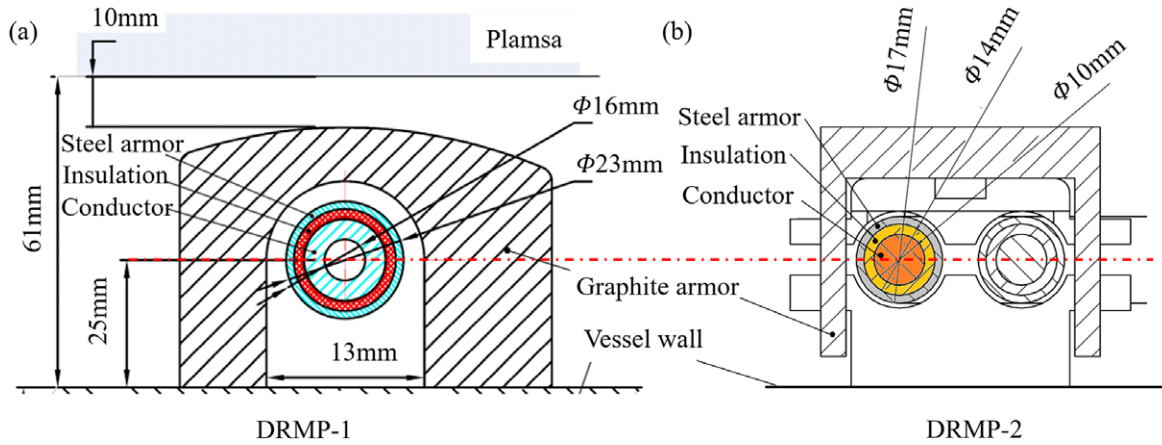 (a)
10mm
Plamsa
Φ16mm
Steel armor
Insulation
Φ23mm
Conductor
61mm
25mm
13mm
Graphite armor
Vessel wall
DRMP-1
(b)
Φ17mm
Φ14mm
Φ10mm
Steel armor
Insulation
Conductor
DRMP-2